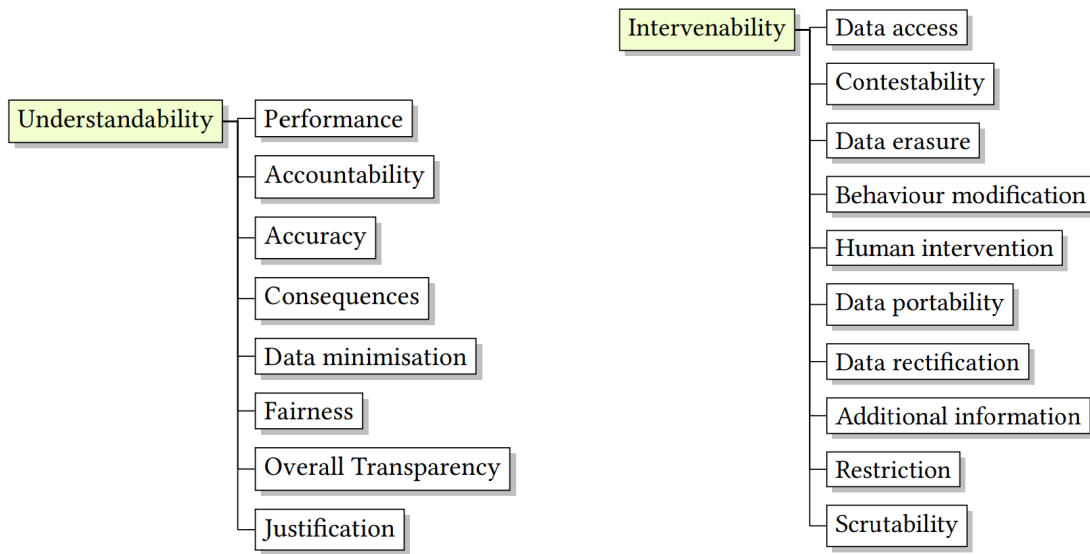 Understandability
Performance
Accountability
Accuracy
Consequences
Data minimisation
Fairness
Overall Transparency
Justification
Intervenability
Data access
Contestability
Data erasure
Behaviour modification
Human intervention
Data portability
Data rectification
Additional information
Restriction
Scrutability